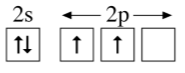 2s ← 2p →
↑↓ ↑ ↑